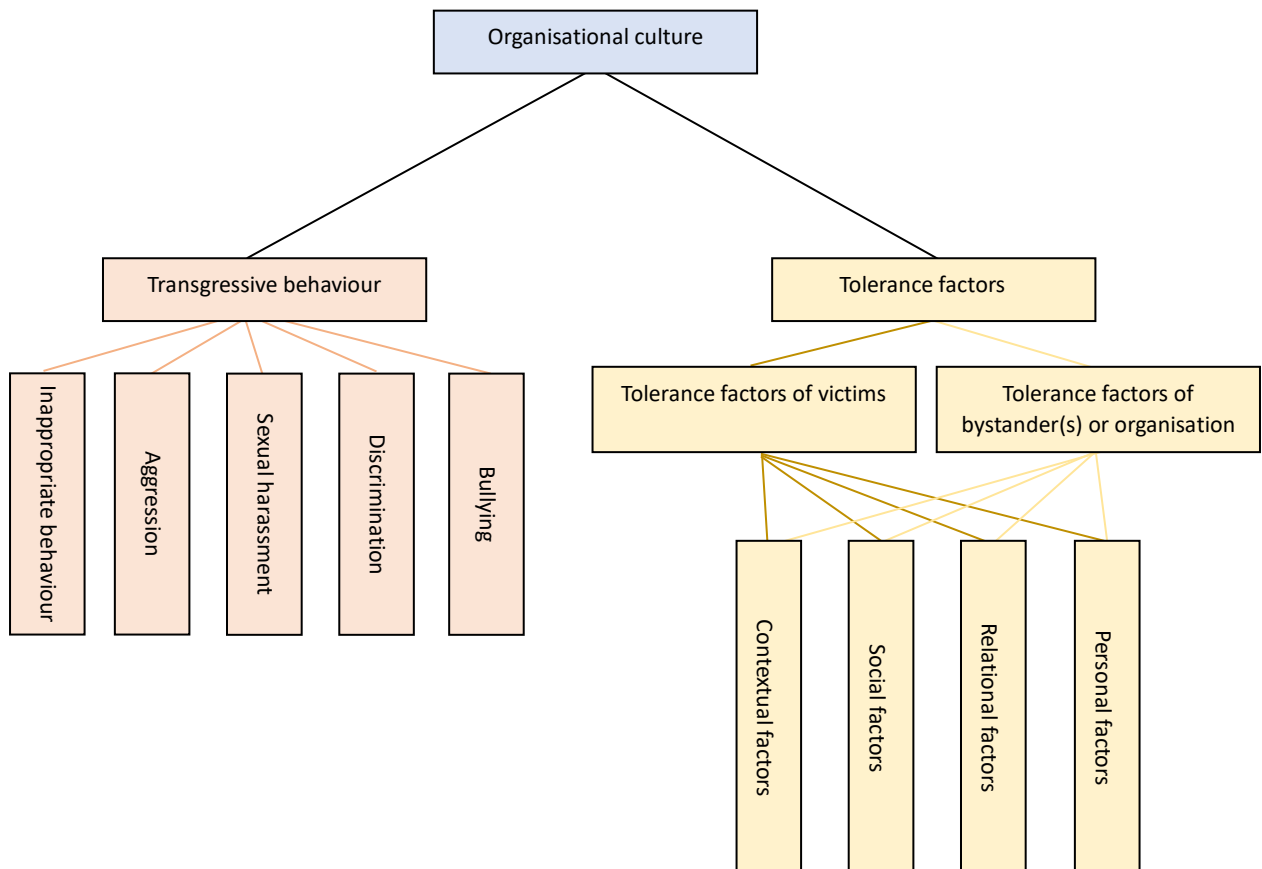 Organisational culture
Transgressive behaviour
Tolerance factors
Inappropriate behaviour
Aggression
Sexual harassment
Discrimination
Bullying
Tolerance factors of victims
Tolerance factors of
bystander(s) or organisation
Contextual factors
Social factors
Relational factors
Personal factors